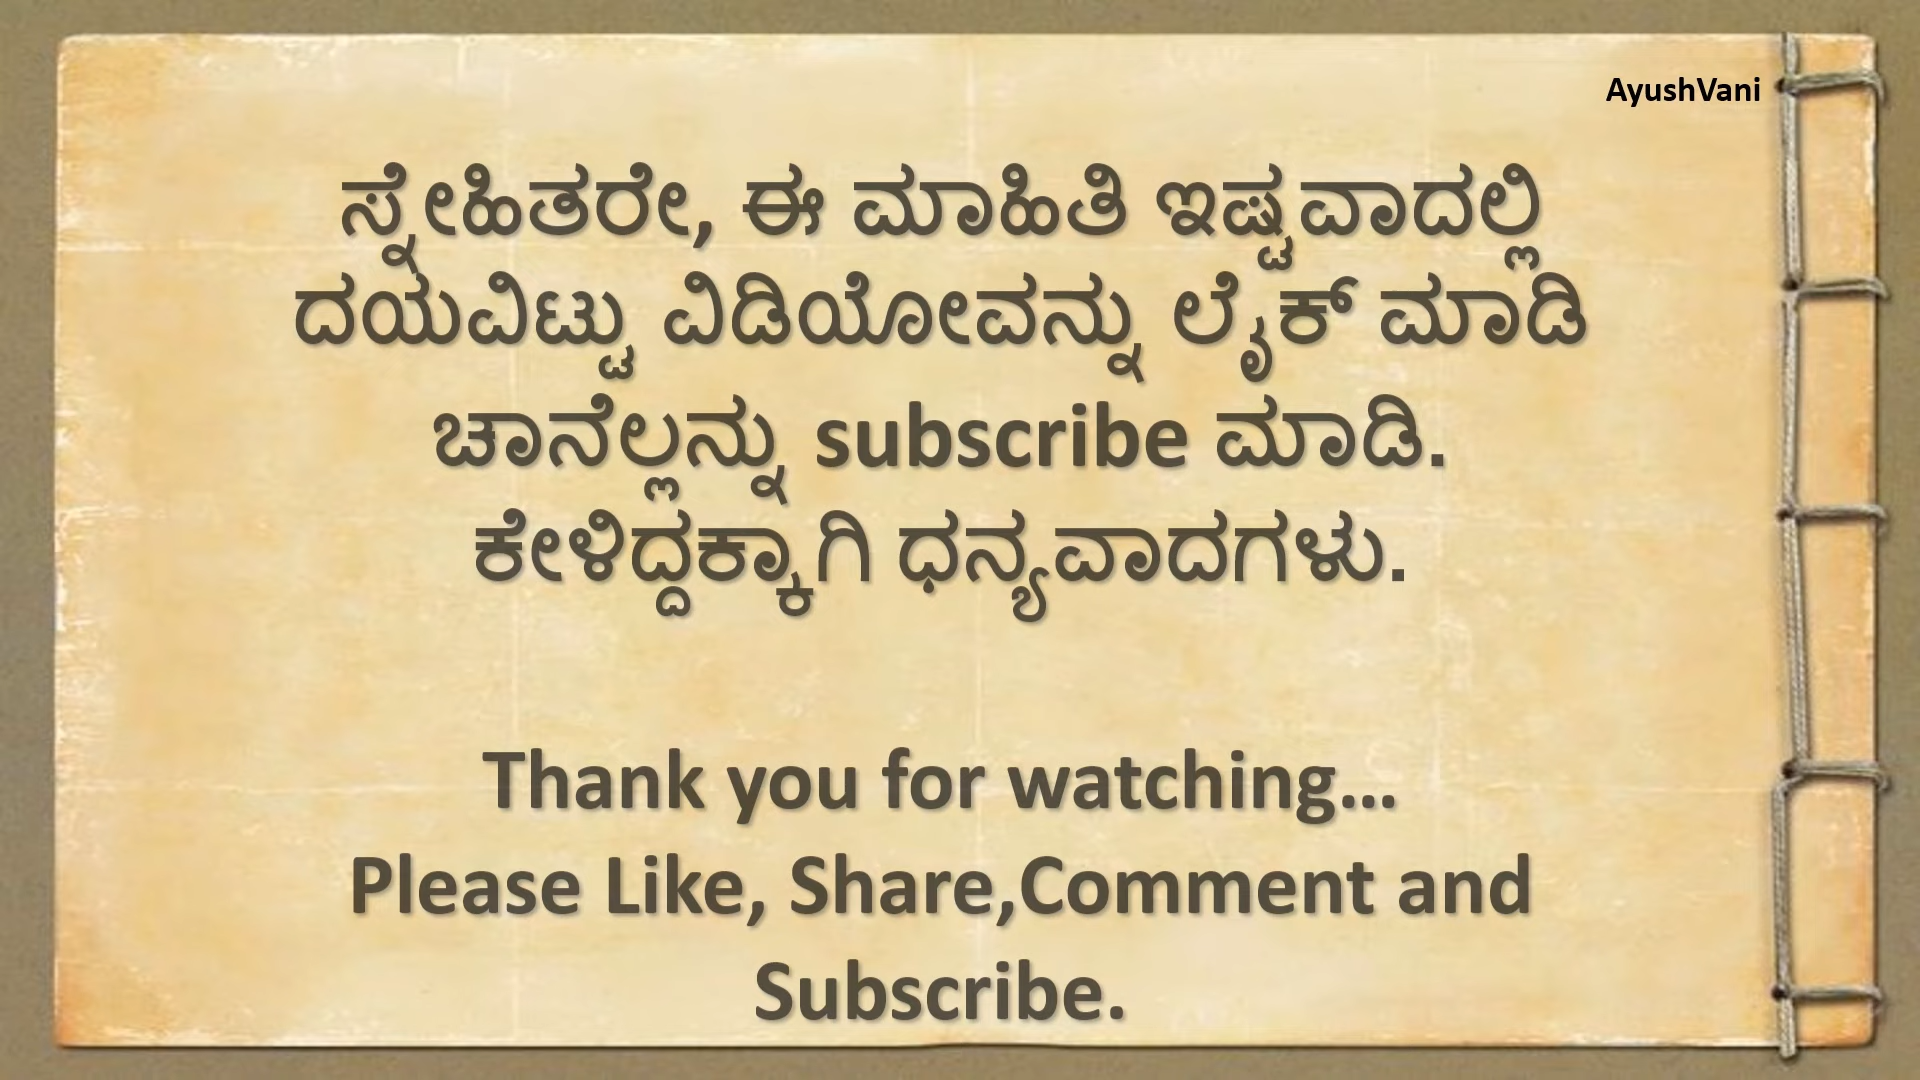 AyushVani
ಸ್ನೇಹಿತರೇ, ಈ ಮಾಹಿತಿ ಇಷ್ಟವಾದಲ್ಲಿ
ದಯವಿಟ್ಟು ವಿಡಿಯೋವನ್ನು ಲೈಕ್ ಮಾಡಿ
ಚಾನೆಲ್ಲನ್ನು subscribe ಮಾಡಿ.
ಕೇಳಿದ್ದಕ್ಕಾಗಿ ಧನ್ಯವಾದಗಳು.
Thank you for watching...
Please Like, Share,Comment and
Subscribe.